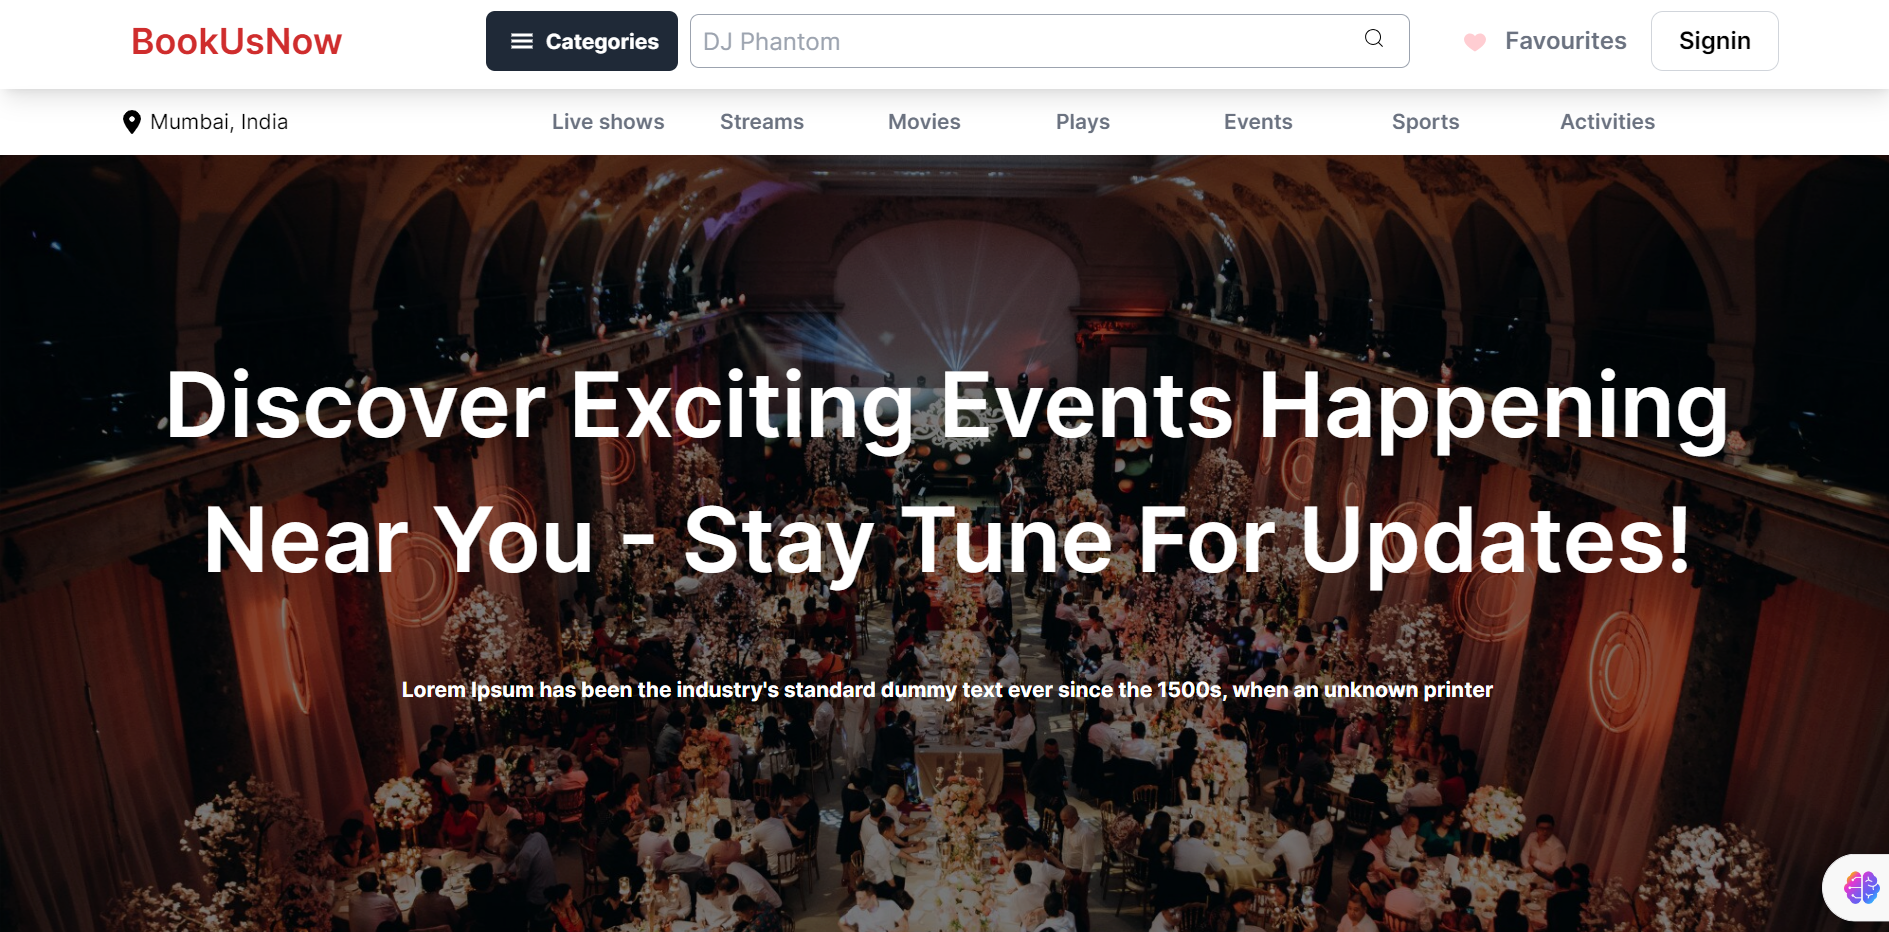 BookUsNow
Categories
DJ Phantom
Favourites
Signin
Mumbai, India
Live shows
Streams
Movies
Plays
Events
Sports
Activities
Discover Exciting Events Happening
Near You - Stay Tune For Updates!
Lorem Ipsum has been the industry's standard dummy text ever since the 1500s, when an unknown printer